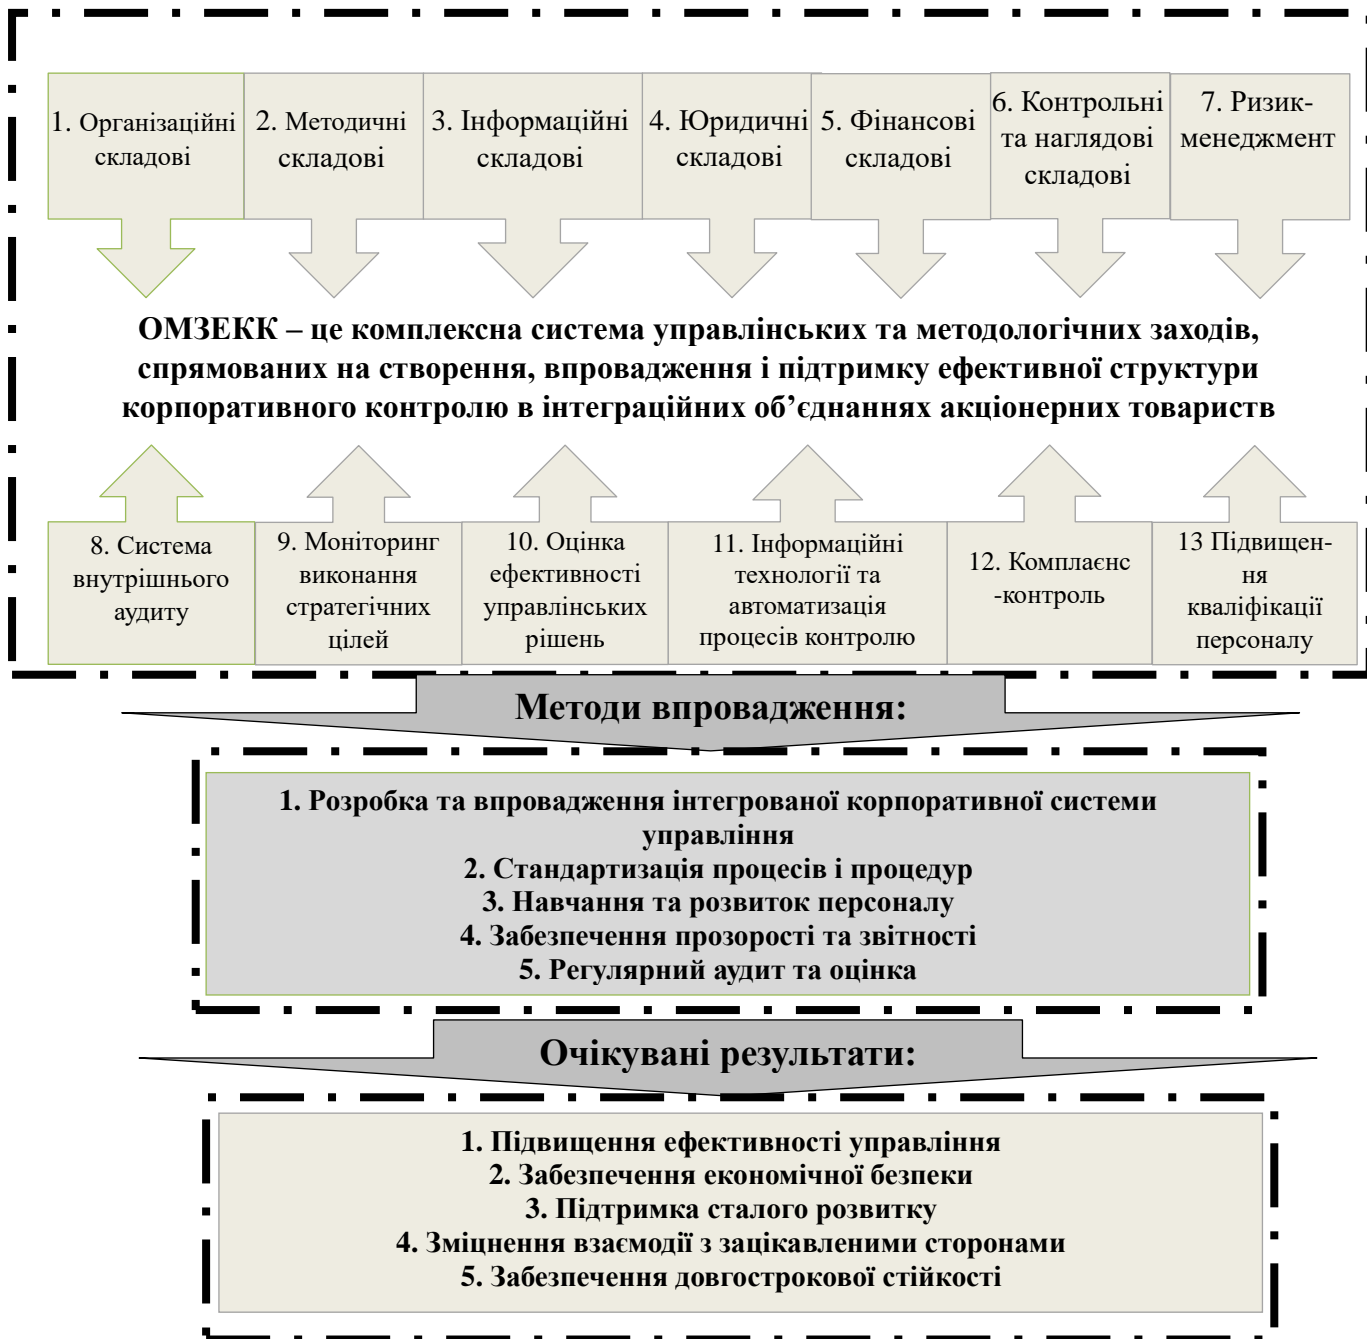 1. Організаційні
складові
2. Методичні
складові
3. Інформаційні
складові
4. Юридичні
складові
5. Фінансові
складові
6. Контрольні
та наглядові
складові
7. Ризик-
менеджмент
ОМЗЕКК – це комплексна система управлінських та методологічних заходів,
спрямованих на створення, впровадження і підтримку ефективної структури
корпоративного контролю в інтеграційних об’єднаннях акціонерних товариств
8. Система
внутрішнього
аудиту
9. Моніторинг
виконання
стратегічних
цілей
10. Оцінка
ефективності
управлінських
рішень
11. Інформаційні
технології та
автоматизація
процесів контролю
12. Комплаєнс
-контроль
13 Підвищен-
ня
кваліфікації
персоналу
Методи впровадження:
1. Розробка та впровадження інтегрованої корпоративної системи
управління
2. Стандартизація процесів і процедур
3. Навчання та розвиток персоналу
4. Забезпечення прозорості та звітності
5. Регулярний аудит та оцінка
Очікувані результати:
1. Підвищення ефективності управління
2. Забезпечення економічної безпеки
3. Підтримка сталого розвитку
4. Зміцнення взаємодії з зацікавленими сторонами
5. Забезпечення довгострокової стійкості